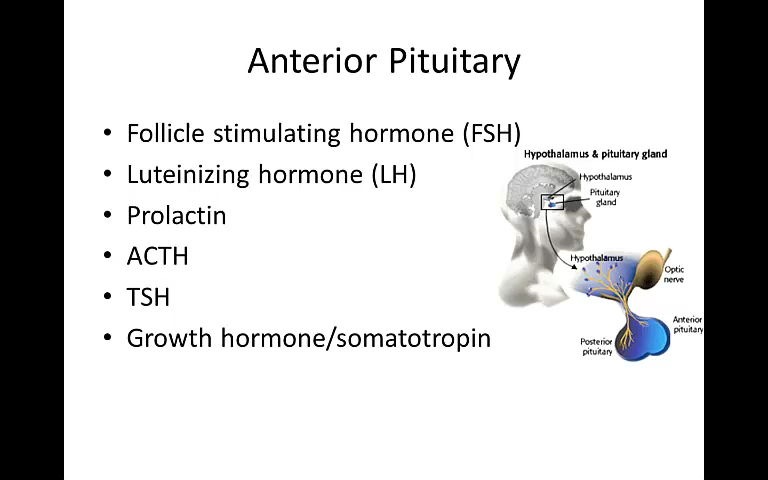 Anterior Pituitary
• Follicle stimulating hormone (FSH)
• Luteinizing hormone (LH)
• Prolactin
• ACTH
• TSH
• Growth hormone/somatotropin
Hypothalamus & pituitary gland
Hypothalamus
Pituitary
gland
Hypothalamus
Optic
nerve
Anterior
pituitary
Posterior
pituitary